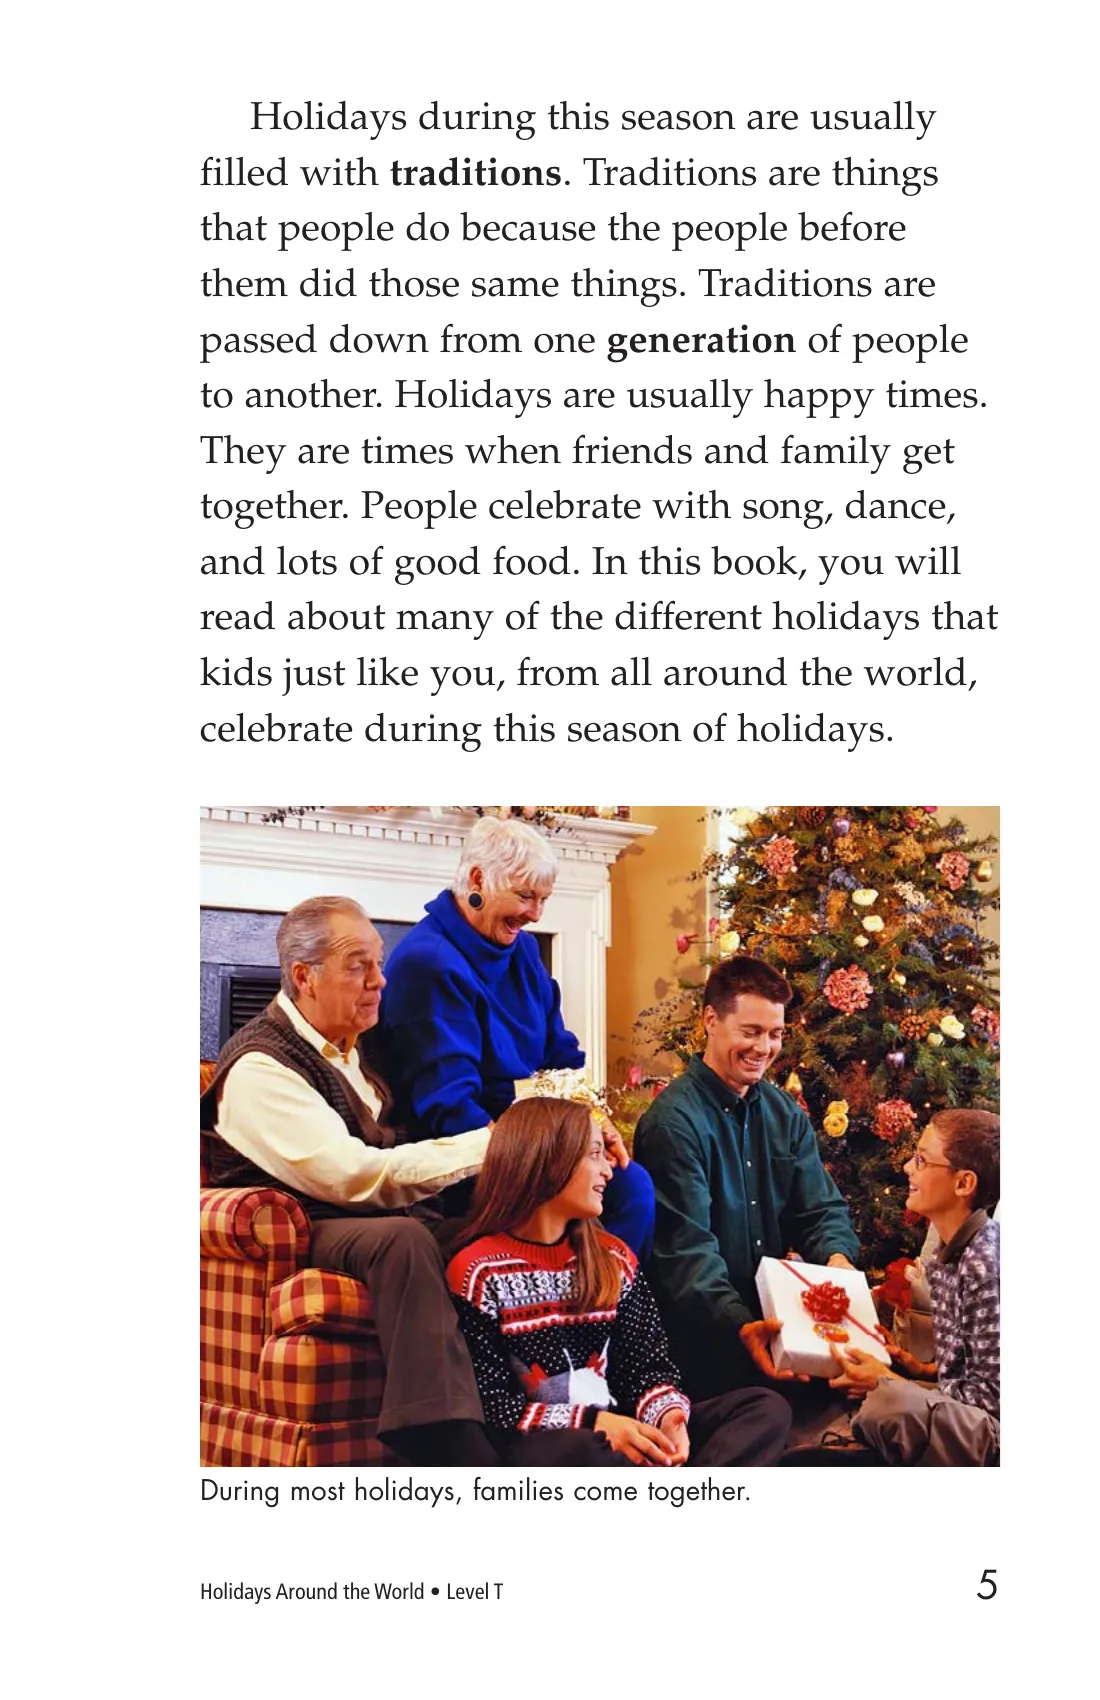 Holidays during this season are usually
filled with traditions. Traditions are things
that people do because the people before
them did those same things. Traditions are
passed down from one generation of people
to another. Holidays are usually happy times.
They are times when friends and family get
together. People celebrate with song, dance,
and lots of good food. In this book, you will
read about many of the different holidays that
kids just like you, from all around the world,
celebrate during this season of holidays.
During most holidays, families come together.
Holidays Around the World • Level T
5